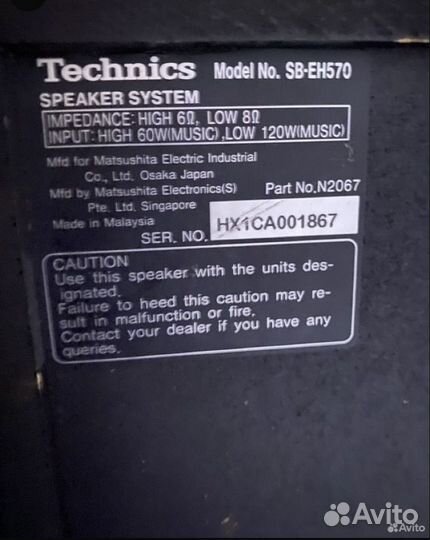 Technics Model No. SB-EH570
SPEAKER SYSTEM
IMPEDANCE: HIGH 6Ω, LOW 8Ω
INPUT: HIGH 60W(MUSIC),LOW 120W(MUSIC)
Mfd for Matsushita Electric Industrial
Co., Ltd. Osaka Japan
Mfd by Matsushita Electronics(S) Part No.N2067
Pte. Ltd. Singapore
Made in Malaysia
SER. NO. HX1CA001867
CAUTION
Use this speaker with the units des-
ignated.
Failure to heed this caution may re-
sult in malfunction or fire.
Contact your dealer if you have any
queries.
Avito
Avito